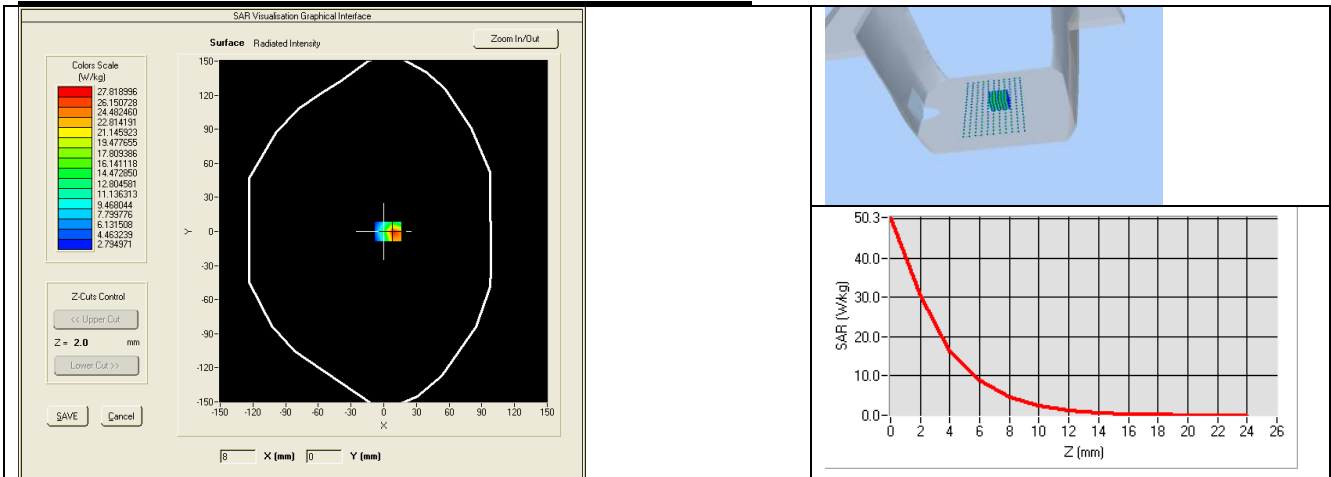 SAR Visualisation Graphical Interface
Surface Radiated Intensity
Zoom In/Out
Colors Scale
(W/kg)
27.818996
26.150728
24.482460
22.814191
21.145923
19.477655
17.809386
16.141118
14.472850
12.804581
11.136313
9.468044
7.799776
6.131508
4.463239
2.794971
Z-Cuts Control
<< Upper Cut
Z = 2.0 mm
Lower Cut >>
SAVE Cancel
150
120
90
60
30
0
-30
-60
-90
-120
-150
Y
-150 -120 -90 -60 -30 0 30 60 90 120 150
X
8 X (mm) 0 Y (mm)
50.3
40.0
30.0
20.0
10.0
0.0
SAR (W/kg)
0 2 4 6 8 10 12 14 16 18 20 22 24 26
Z (mm)